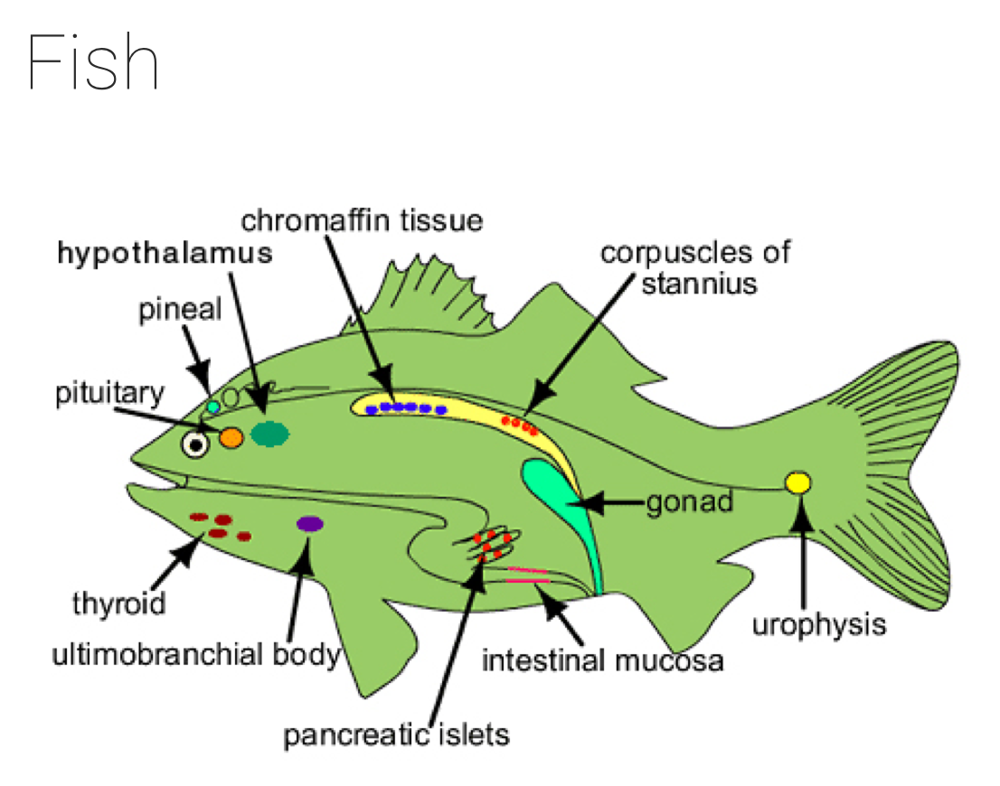 Fish
chromaffin tissue
hypothalamus
corpuscles of
stannius
pineal
pituitary
gonad
thyroid
urophysis
ultimobranchial body
intestinal mucosa
pancreatic islets